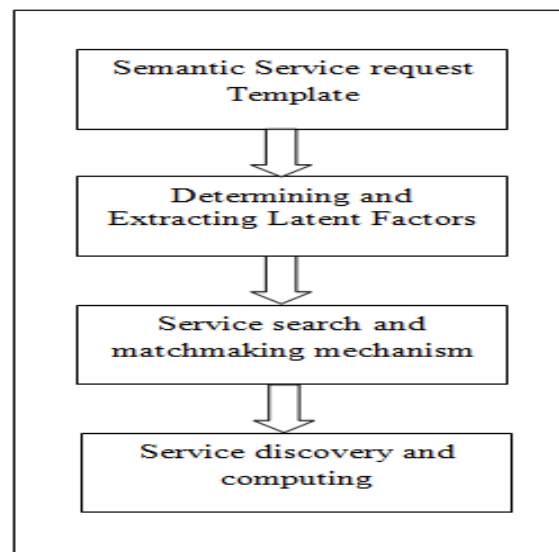 Semantic Service request
Template
Determining and
Extracting Latent Factors
Service search and
matchmaking mechanism
Service discovery and
computing